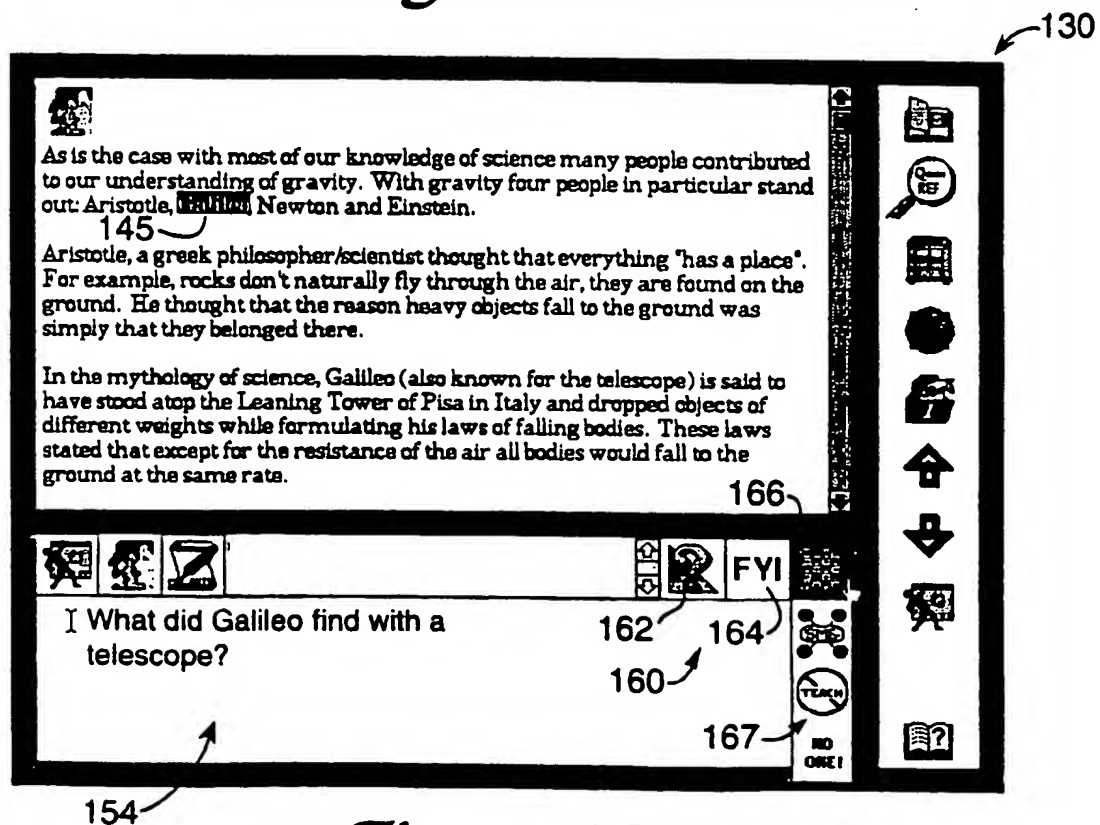 130
As is the case with most of our knowledge of science many people contributed
to our understanding of gravity. With gravity four people in particular stand
out: Aristotle, Galileo, Newton and Einstein.
145
Aristotle, a greek philosopher/scientist thought that everything "has a place".
For example, rocks don't naturally fly through the air, they are found on the
ground. He thought that the reason heavy objects fall to the ground was
simply that they belonged there.
In the mythology of science, Galileo (also known for the telescope) is said to
have stood atop the Leaning Tower of Pisa in Italy and dropped objects of
different weights while formulating his laws of falling bodies. These laws
stated that except for the resistance of the air all bodies would fall to the
ground at the same rate.
166
REF
FYI
What did Galileo find with a
telescope?
162
164
160
TEACH
167
NO
ONE!
?
154